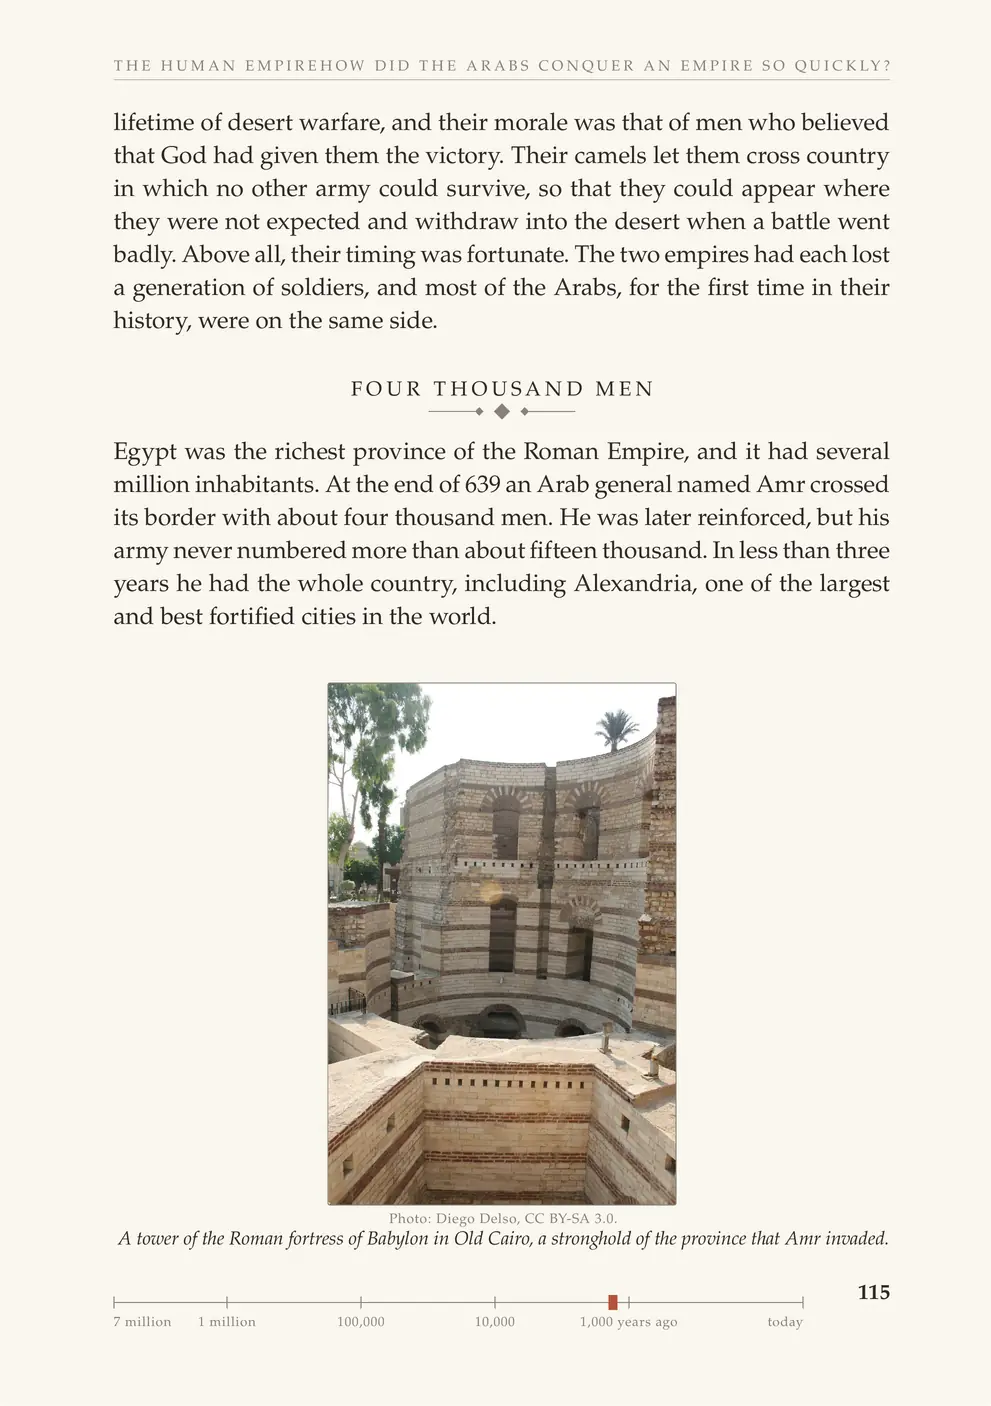 THE HUMAN EMPIREHOW DID THE ARABS CONQUER AN EMPIRE SO QUICKLY?
lifetime of desert warfare, and their morale was that of men who believed
that God had given them the victory. Their camels let them cross country
in which no other army could survive, so that they could appear where
they were not expected and withdraw into the desert when a battle went
badly. Above all, their timing was fortunate. The two empires had each lost
a generation of soldiers, and most of the Arabs, for the first time in their
history, were on the same side.
FOUR THOUSAND MEN
Egypt was the richest province of the Roman Empire, and it had several
million inhabitants. At the end of 639 an Arab general named Amr crossed
its border with about four thousand men. He was later reinforced, but his
army never numbered more than about fifteen thousand. In less than three
years he had the whole country, including Alexandria, one of the largest
and best fortified cities in the world.
Photo: Diego Delso, CC BY-SA 3.0.
A tower of the Roman fortress of Babylon in Old Cairo, a stronghold of the province that Amr invaded.
115
7 million 1 million 100,000 10,000 1,000 years ago today